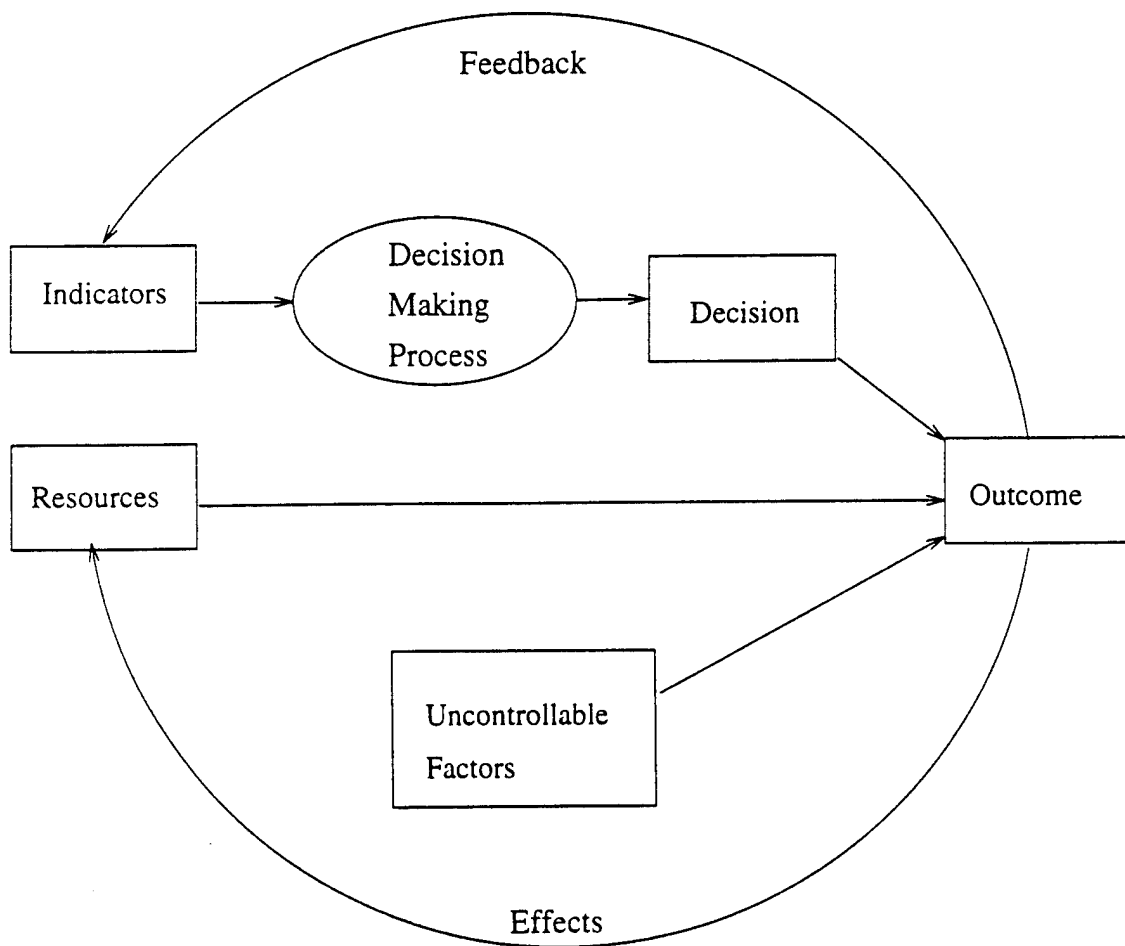 Feedback
Indicators
Decision
Making
Process
Decision
Resources
Outcome
Uncontrollable
Factors
Effects